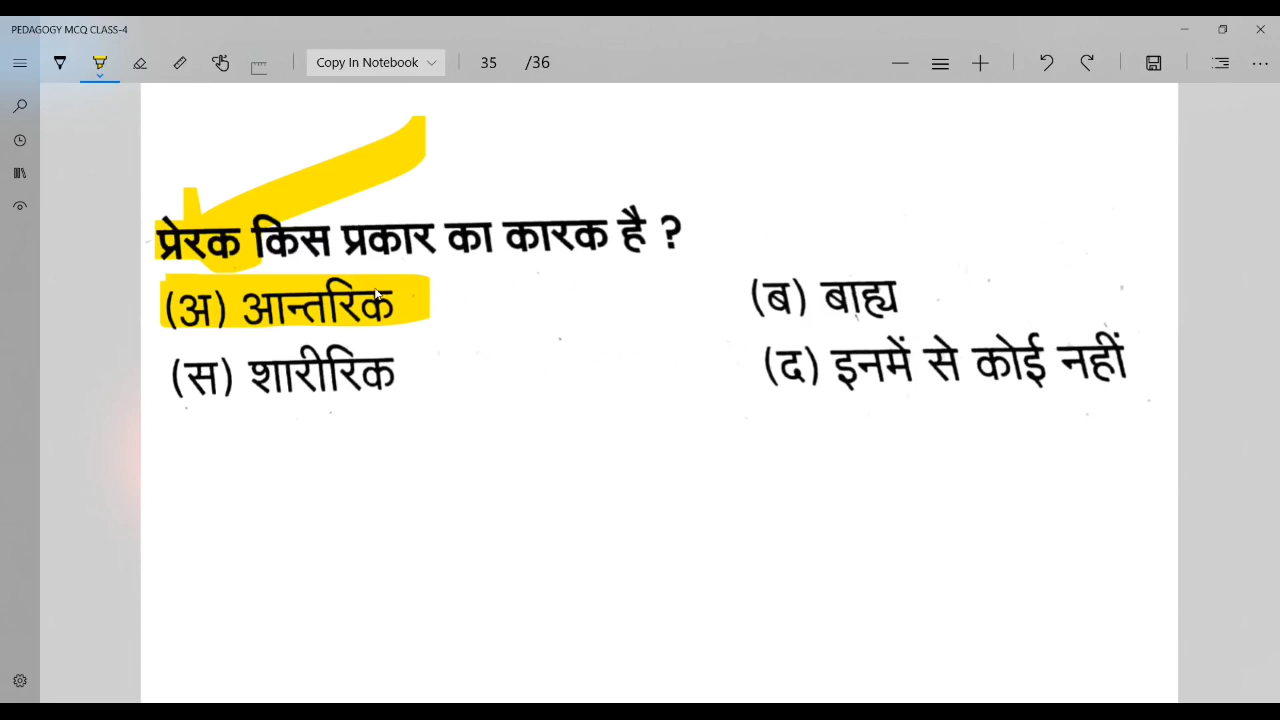 PEDAGOGY MCQ CLASS-4
Copy In Notebook 35 /36
प्रेरक किस प्रकार का कारक है ?
(अ) आन्तरिक (ब) बाह्य
(स) शारीरिक (द) इनमें से कोई नहीं